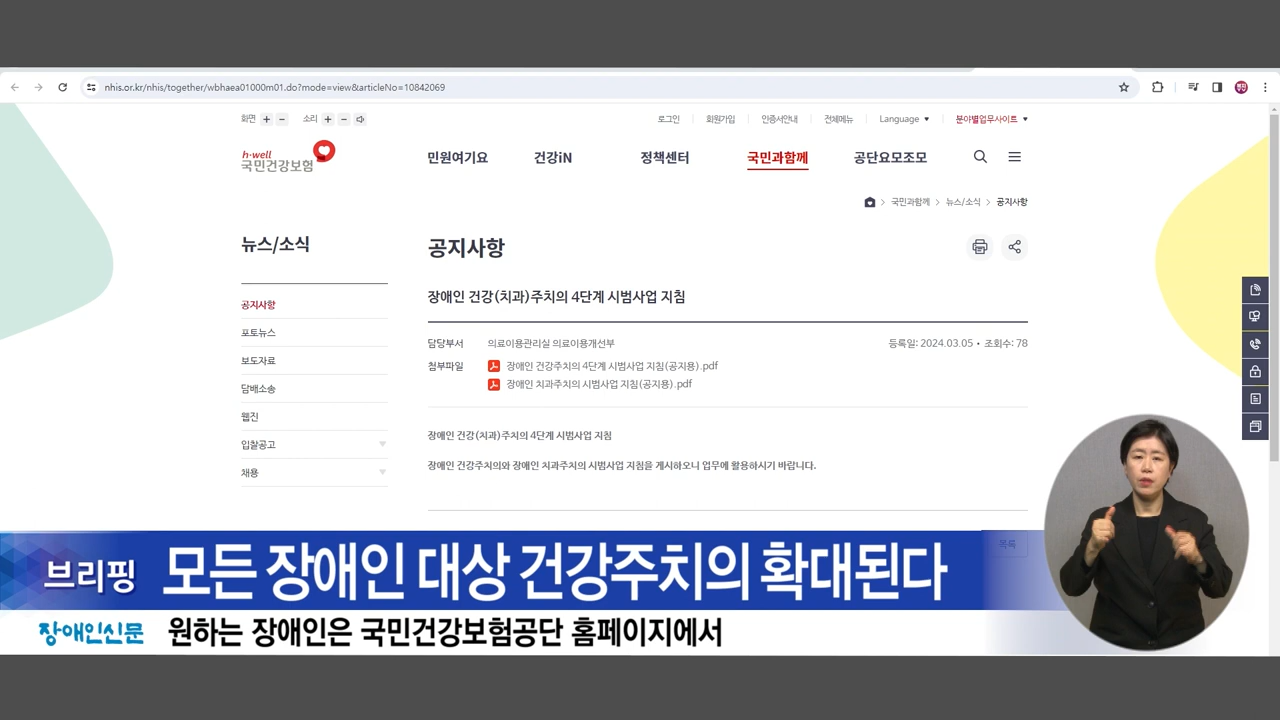 nhis.or.kr/nhis/together/wbhaea01000m01.do?mode=view&articleNo=10842069
화면 + − 소리 + −
로그인 회원가입 인증서안내 전체메뉴 Language 분야별업무사이트
h·well
국민건강보험
민원여기요 건강iN 정책센터 국민과함께 공단요모조모
국민과함께 > 뉴스/소식 > 공지사항
뉴스/소식
공지사항
포토뉴스
보도자료
담배소송
웹진
입찰공고
채용
공지사항
장애인 건강(치과)주치의 4단계 시범사업 지침
담당부서 의료이용관리실 의료이용개선부 등록일: 2024.03.05 • 조회수: 78
첨부파일 장애인 건강주치의 4단계 시범사업 지침(공지용).pdf
장애인 치과주치의 시범사업 지침(공지용).pdf
장애인 건강(치과)주치의 4단계 시범사업 지침
장애인 건강주치의와 장애인 치과주치의 시범사업 지침을 게시하오니 업무에 활용하시기 바랍니다.
목록
브리핑 모든 장애인 대상 건강주치의 확대된다
장애인신문 원하는 장애인은 국민건강보험공단 홈페이지에서